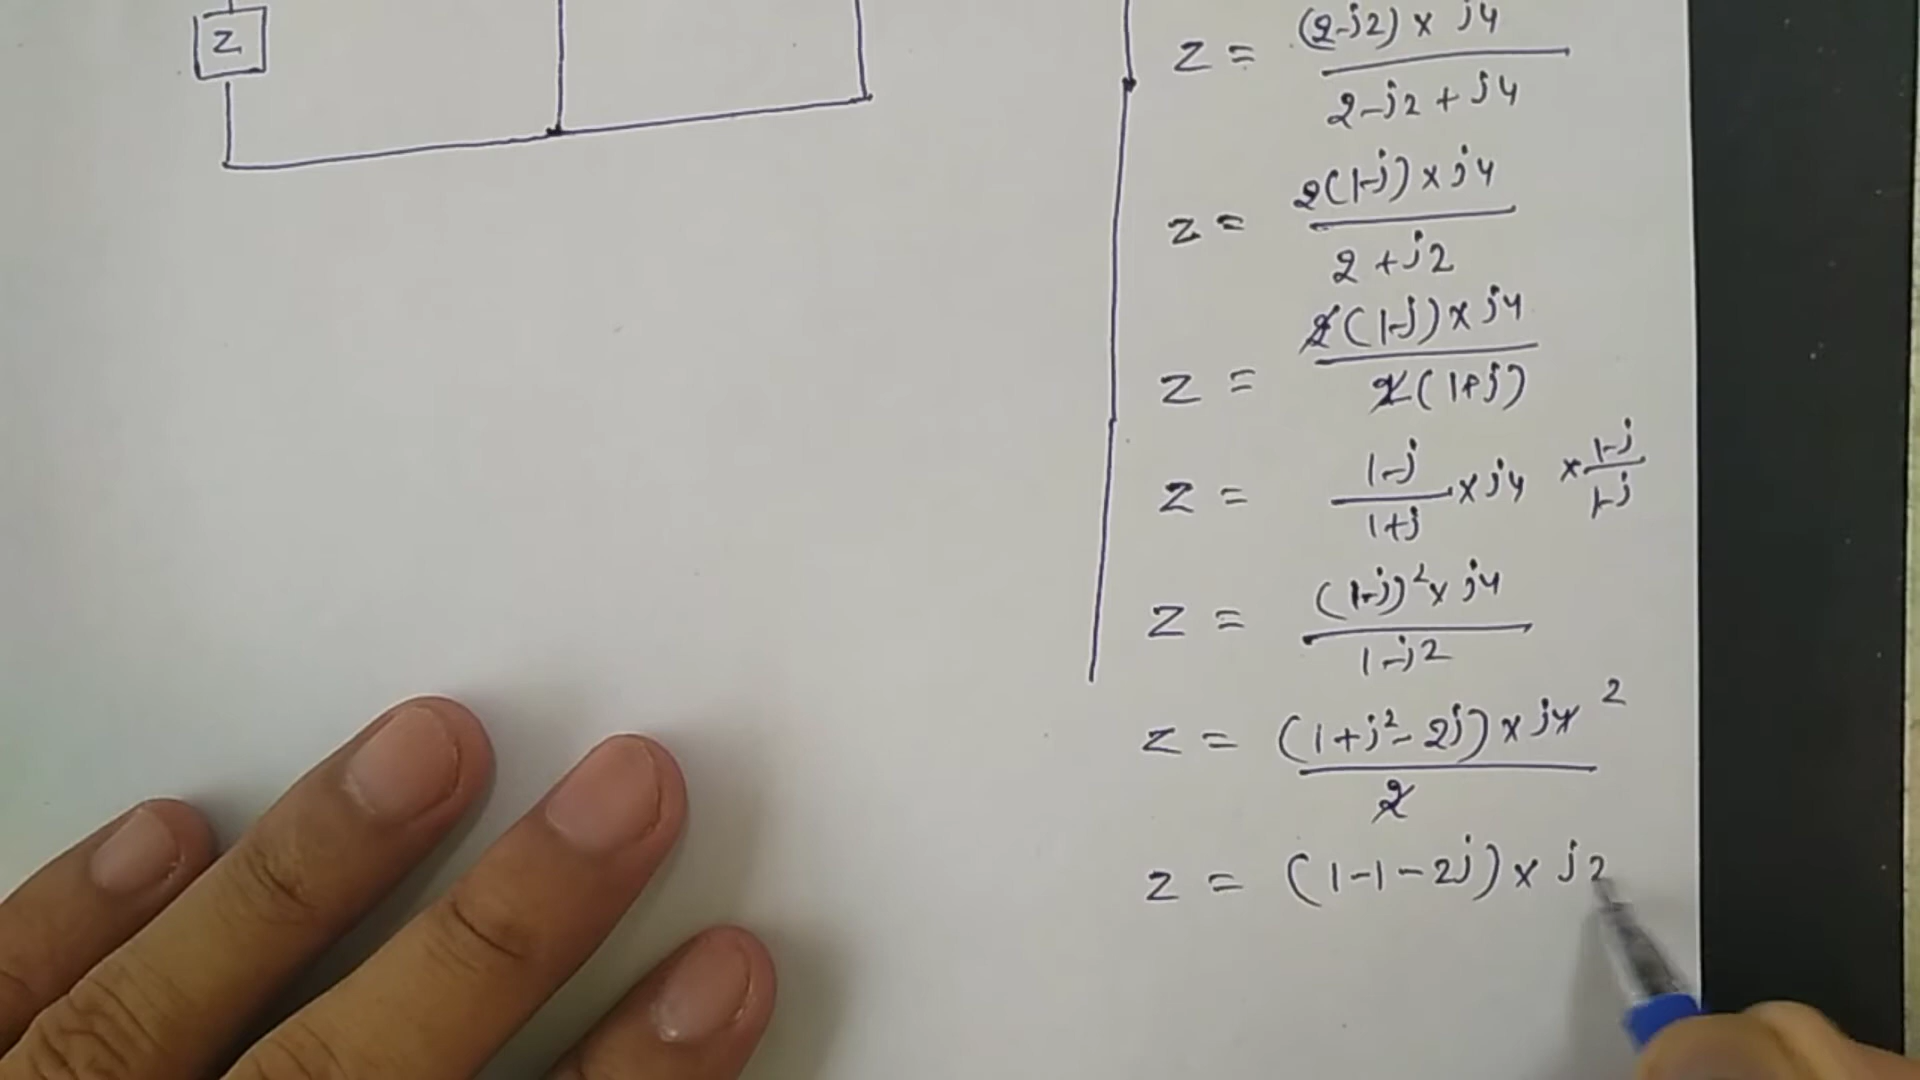 Z
Z = (2-j2) x j4 / 2-j2 + j4
Z = 2(1-j) x j4 / 2 + j2
Z = 2(1-j) x j4 / 2(1+j)
Z = 1-j / 1+j x j4 x 1-j / 1-j
Z = (1-j)² x j4 / 1-j²
Z = (1+j²-2j) x j4 2 / 2
Z = (1-1-2j) x j2